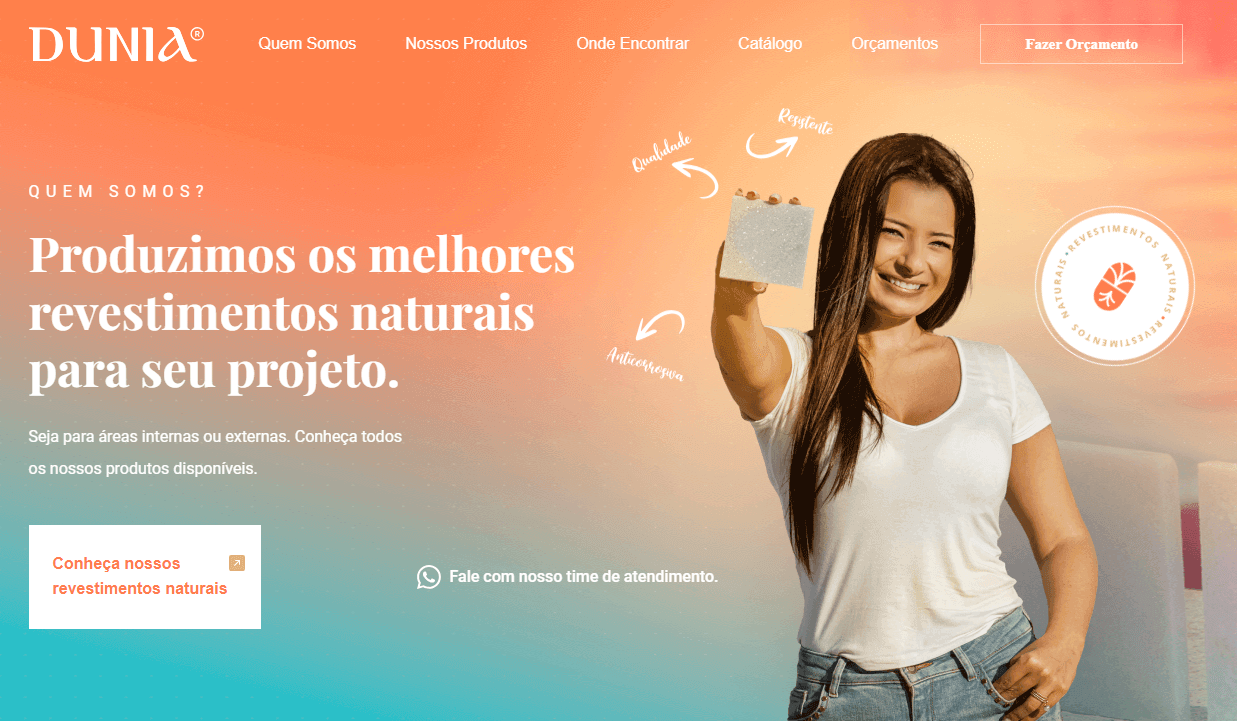 DUNIA®
Quem Somos
Nossos Produtos
Onde Encontrar
Catálogo
Orçamentos
Fazer Orçamento
Qualidade
Resistente
QUEM SOMOS?
Produzimos os melhores
revestimentos naturais
para seu projeto.
REVESTIMENTOS NATURAIS • REVESTIMENTOS NATURAIS •
Anticorrosiva
Seja para áreas internas ou externas. Conheça todos
os nossos produtos disponíveis.
Conheça nossos
revestimentos naturais
Fale com nosso time de atendimento.